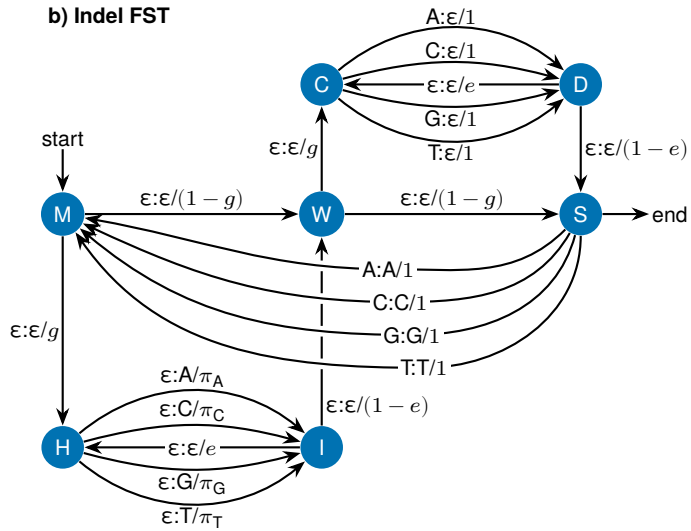 b) Indel FST
A:ε/1
C:ε/1
C
ε:ε/e
D
G:ε/1
T:ε/1
start
ε:ε/g
ε:ε/(1 − e)
M
ε:ε/(1 − g)
W
ε:ε/(1 − g)
S
end
A:A/1
C:C/1
G:G/1
T:T/1
ε:ε/g
ε:A/π_A
ε:C/π_C
ε:ε/(1 − e)
H
ε:ε/e
I
ε:G/π_G
ε:T/π_T